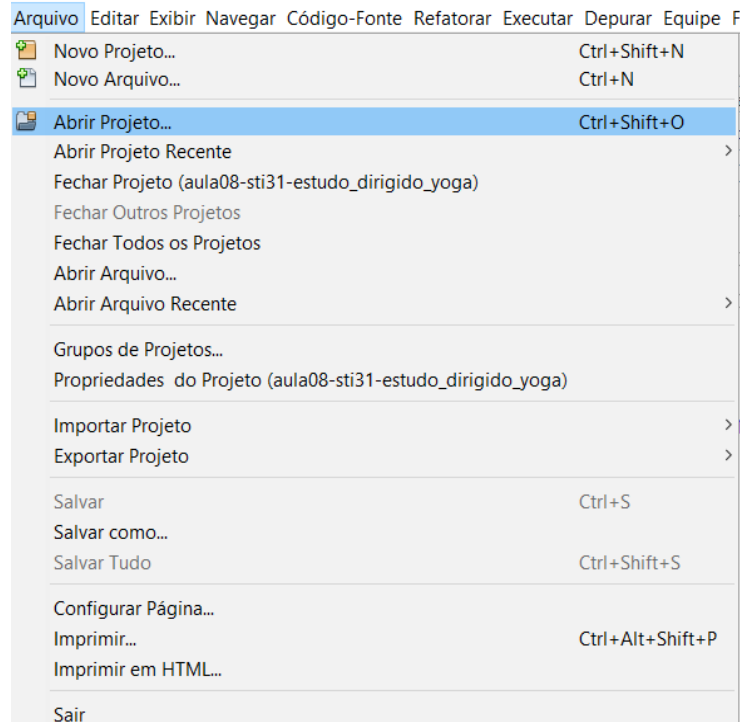 Arquivo Editar Exibir Navegar Código-Fonte Refatorar Executar Depurar Equipe
Novo Projeto... Ctrl+Shift+N
Novo Arquivo... Ctrl+N
Abrir Projeto... Ctrl+Shift+O
Abrir Projeto Recente
Fechar Projeto (aula08-sti31-estudo_dirigido_yoga)
Fechar Outros Projetos
Fechar Todos os Projetos
Abrir Arquivo...
Abrir Arquivo Recente
Grupos de Projetos...
Propriedades do Projeto (aula08-sti31-estudo_dirigido_yoga)
Importar Projeto
Exportar Projeto
Salvar Ctrl+S
Salvar como...
Salvar Tudo Ctrl+Shift+S
Configurar Página...
Imprimir... Ctrl+Alt+Shift+P
Imprimir em HTML...
Sair